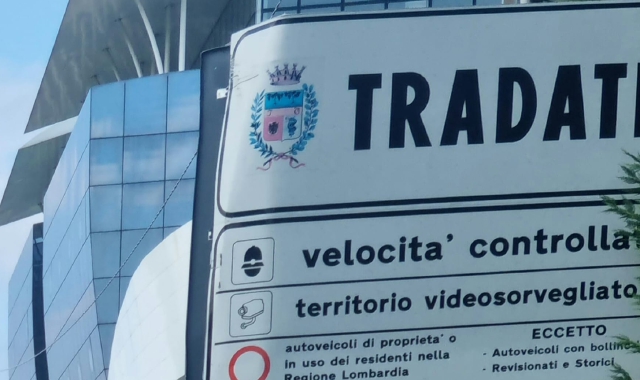 TRADAT
velocita' controlla
territorio videosorvegliato
autoveicoli di proprieta' o
in uso dei residenti nella
Regione Lombardia
ECCETTO
- Autoveicoli con bollino
- Revisionati e Storici